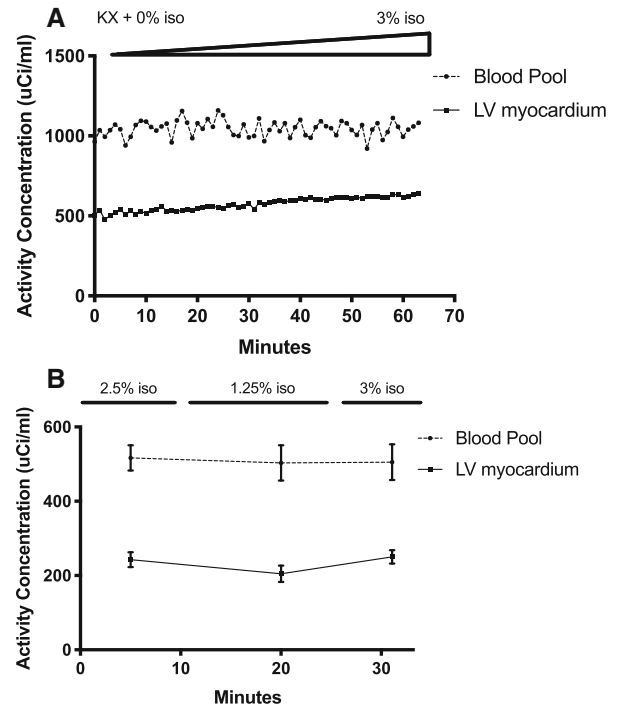 A
KX + 0% iso 3% iso
1500
1000
500
0
0 10 20 30 40 50 60 70
Activity Concentration (uCi/ml)
Minutes
Blood Pool
LV myocardium
B
2.5% iso 1.25% iso 3% iso
600
400
200
0
0 10 20 30
Activity Concentration (uCi/ml)
Minutes
Blood Pool
LV myocardium